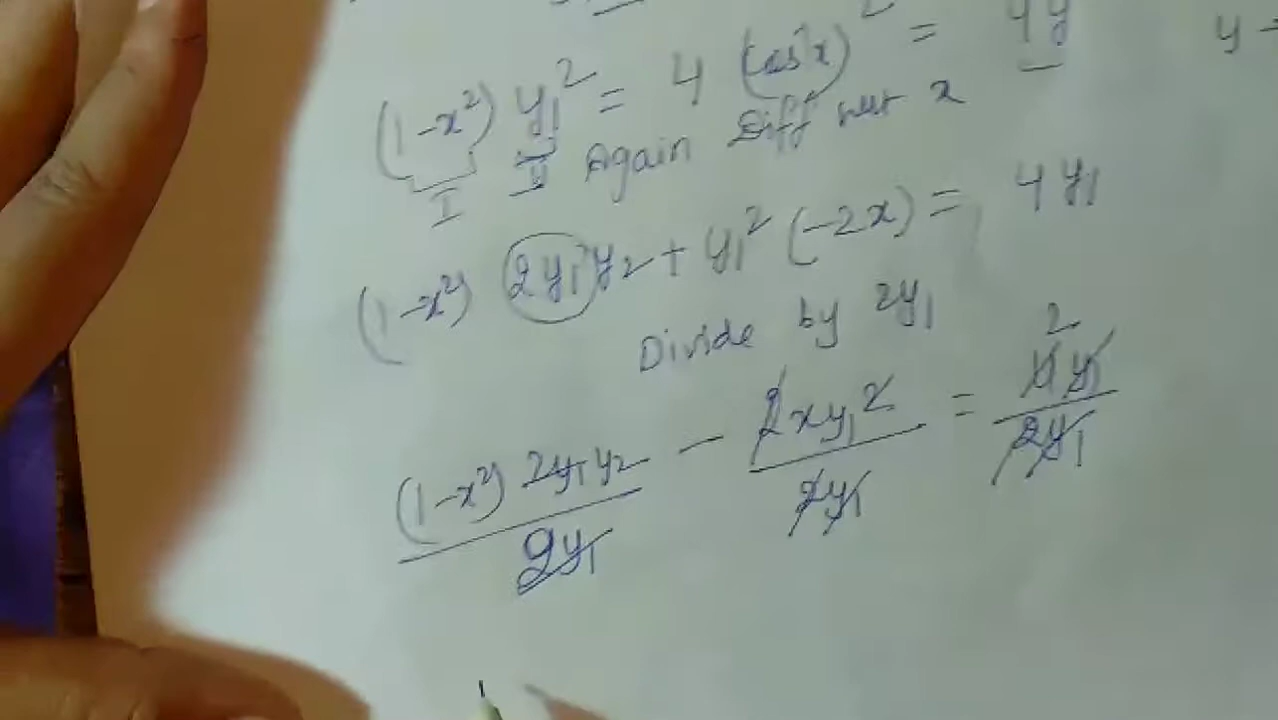 (1-x²) y₁² = 4 (cos⁻¹x)² = 4y y =
I II Again Diff wrt x
(1-x²) 2y₁y₂ + y₁² (-2x) = 4y₁
Divide by 2y₁
(1-x²) 2y₁y₂ / 2y₁ - 2xy₁² / 2y₁ = 4y₁ / 2y₁ 2